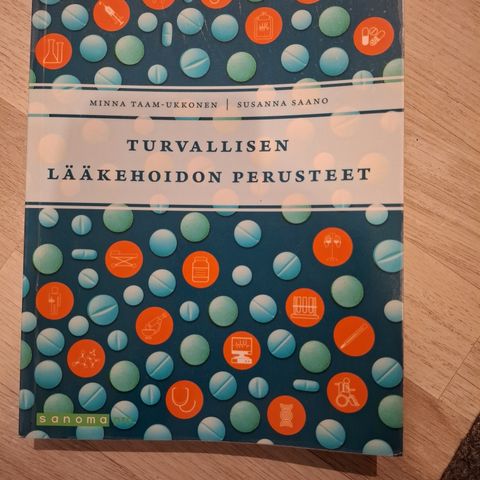 MINNA TAAM-UKKONEN | SUSANNA SAANO
TURVALLISEN
LÄÄKEHOIDON PERUSTEET
sanoma